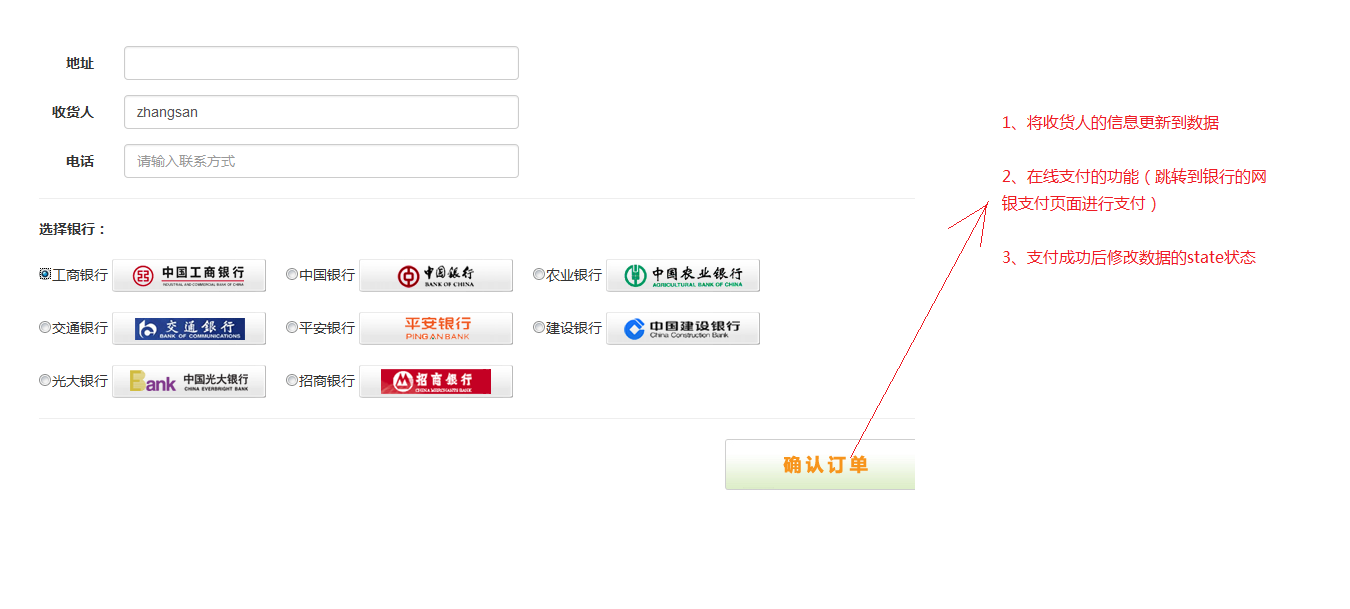 地址
收货人 zhangsan
电话 请输入联系方式
1、将收货人的信息更新到数据
2、在线支付的功能（跳转到银行的网
银支付页面进行支付）
3、支付成功后修改数据的state状态
选择银行：
工商银行 中国工商银行 INDUSTRIAL AND COMMERCIAL BANK OF CHINA 中国银行 中国银行 BANK OF CHINA 农业银行 中国农业银行 AGRICULTURAL BANK OF CHINA
交通银行 交通银行 BANK OF COMMUNICATIONS 平安银行 平安银行 PING AN BANK 建设银行 中国建设银行 China Construction Bank
光大银行 Bank 中国光大银行 CHINA EVERBRIGHT BANK 招商银行 招商银行 CHINA MERCHANTS BANK
确认订单